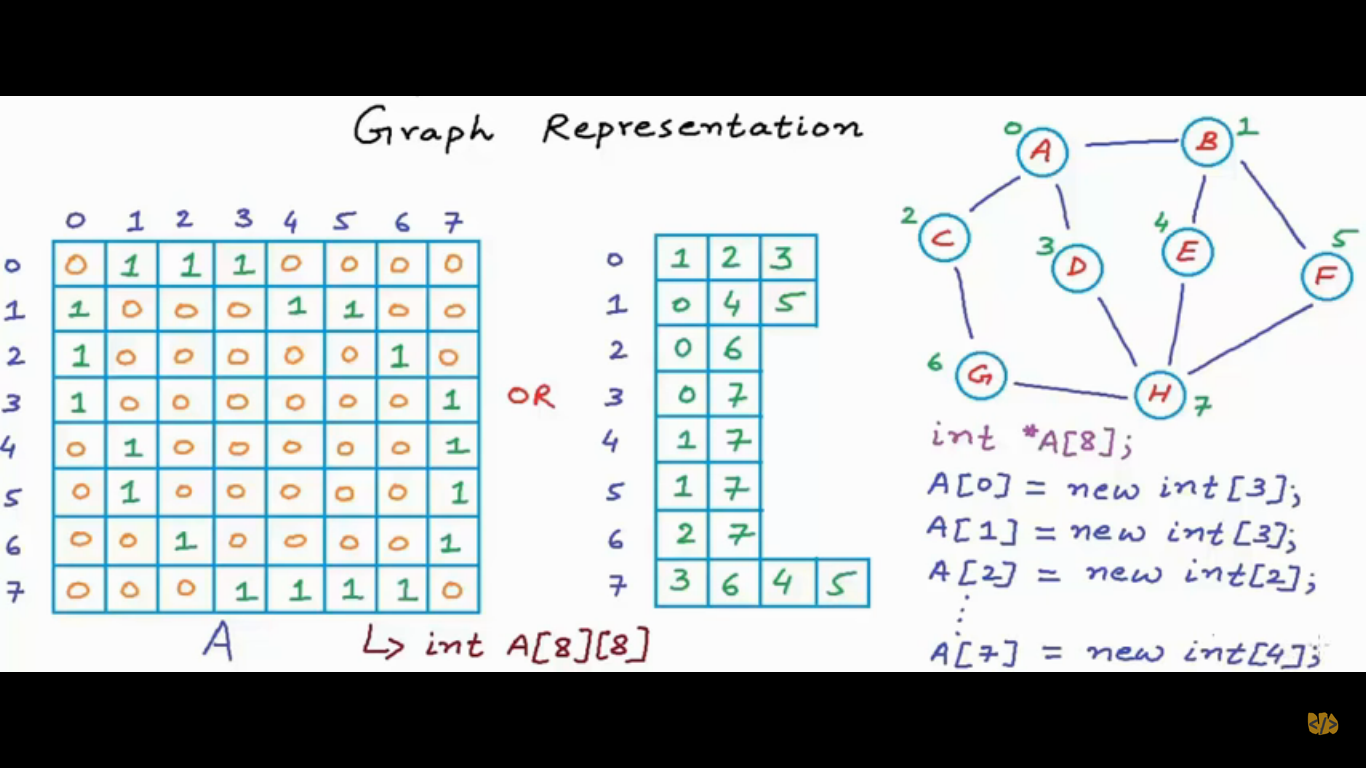 Graph Representation
0 1 2 3 4 5 6 7
0 0 1 1 1 0 0 0 0
1 1 0 0 0 1 1 0 0
2 1 0 0 0 0 0 1 0
3 1 0 0 0 0 0 0 1
4 0 1 0 0 0 0 0 1
5 0 1 0 0 0 0 0 1
6 0 0 1 0 0 0 0 1
7 0 0 0 1 1 1 1 0
A
↳ int A[8][8]
OR
0 1 2 3
1 0 4 5
2 0 6
3 0 7
4 1 7
5 1 7
6 2 7
7 3 6 4 5
0 A
B 1
2 C
3 D
4 E
F 5
6 G
H 7
int *A[8];
A[0] = new int[3];
A[1] = new int[3];
A[2] = new int[2];
A[7] = new int[4];